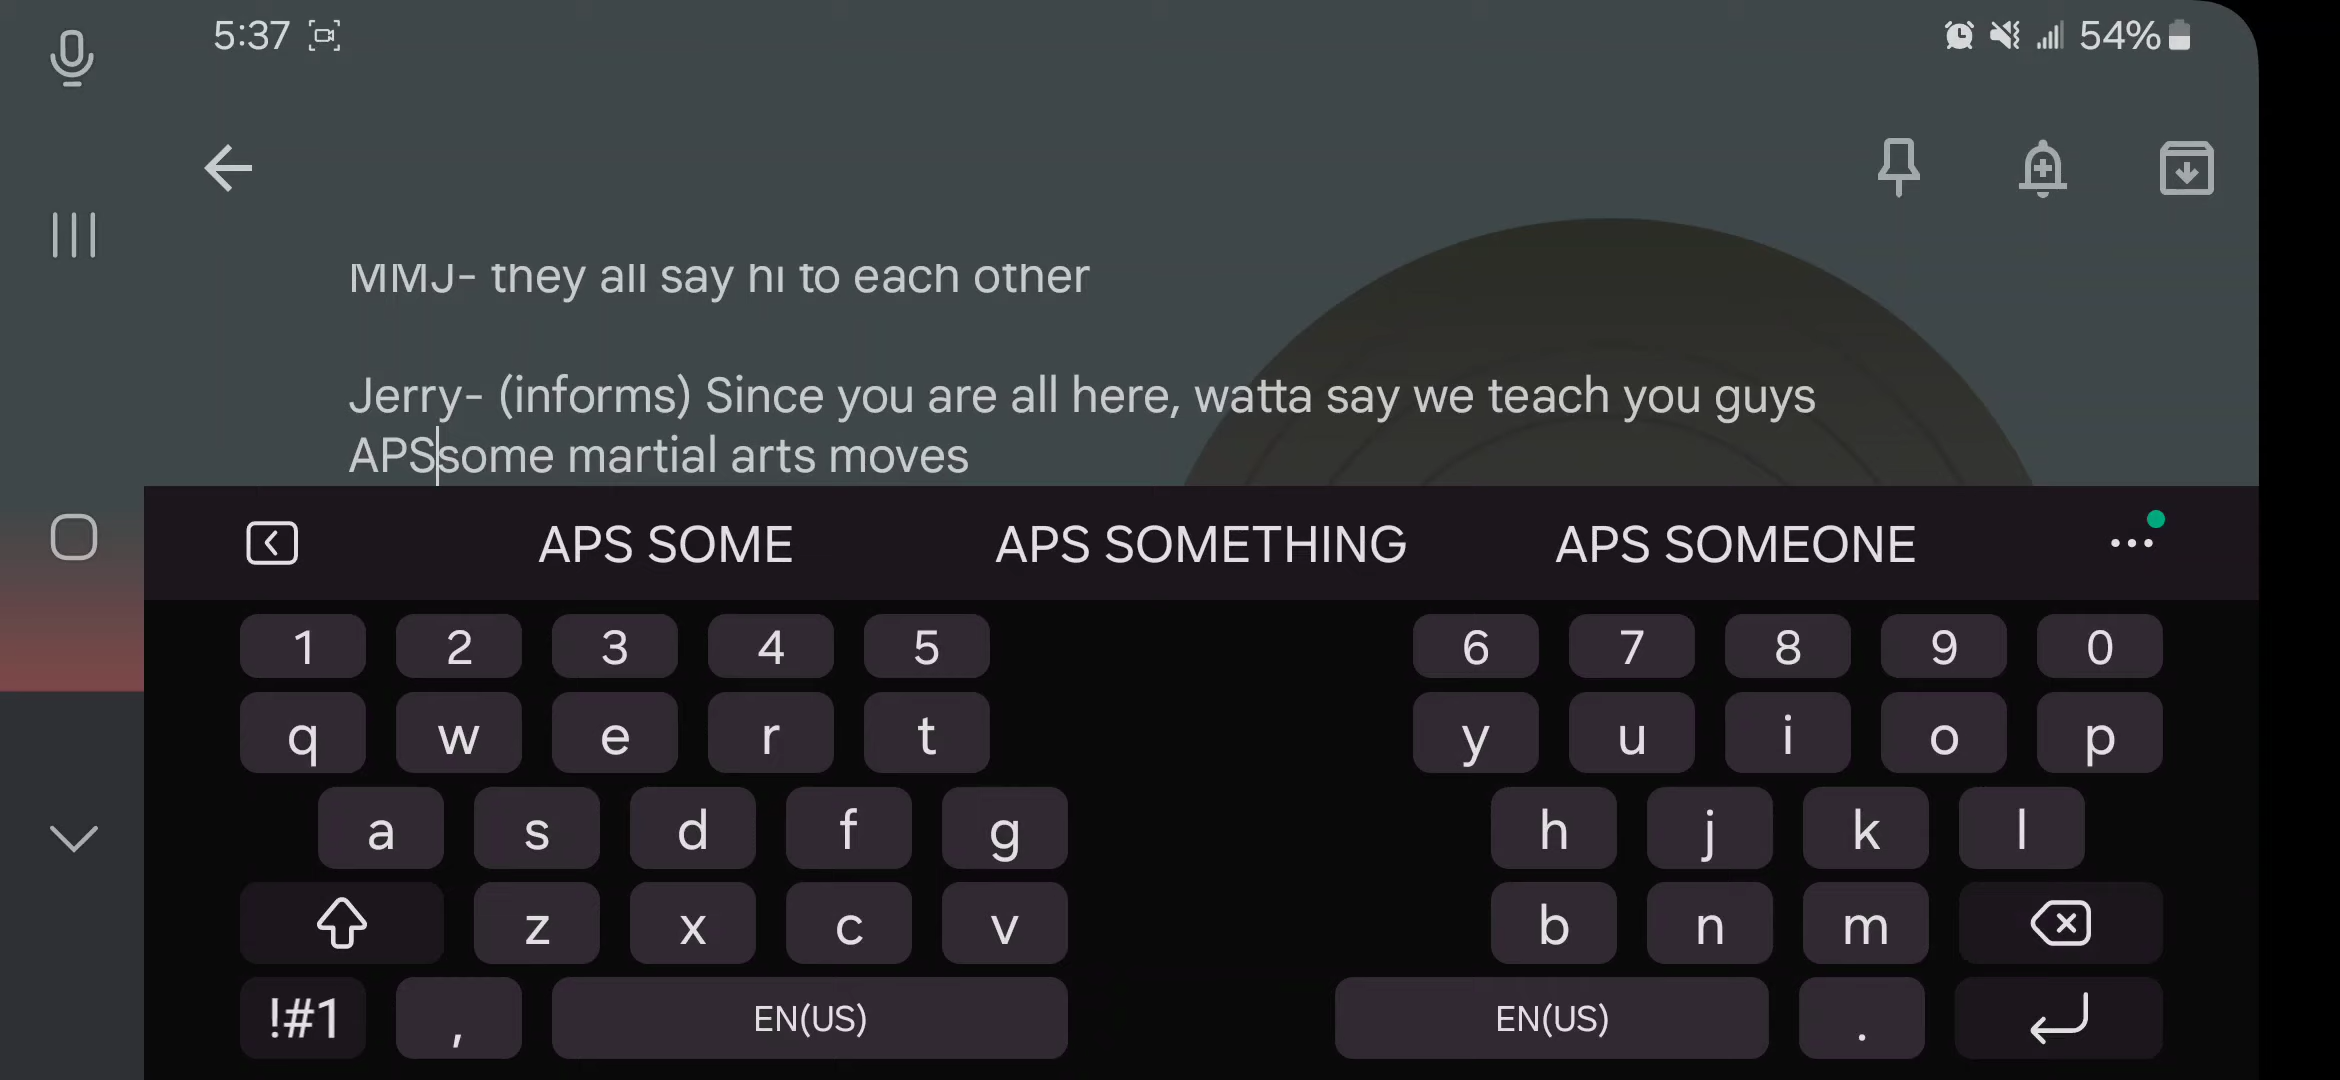 5:37
54%
MMJ- they all say hi to each other
Jerry- (informs) Since you are all here, watta say we teach you guys
APSsome martial arts moves
APS SOME APS SOMETHING APS SOMEONE
1 2 3 4 5 6 7 8 9 0
q w e r t y u i o p
a s d f g h j k l
z x c v b n m
!#1 , EN(US) EN(US) .